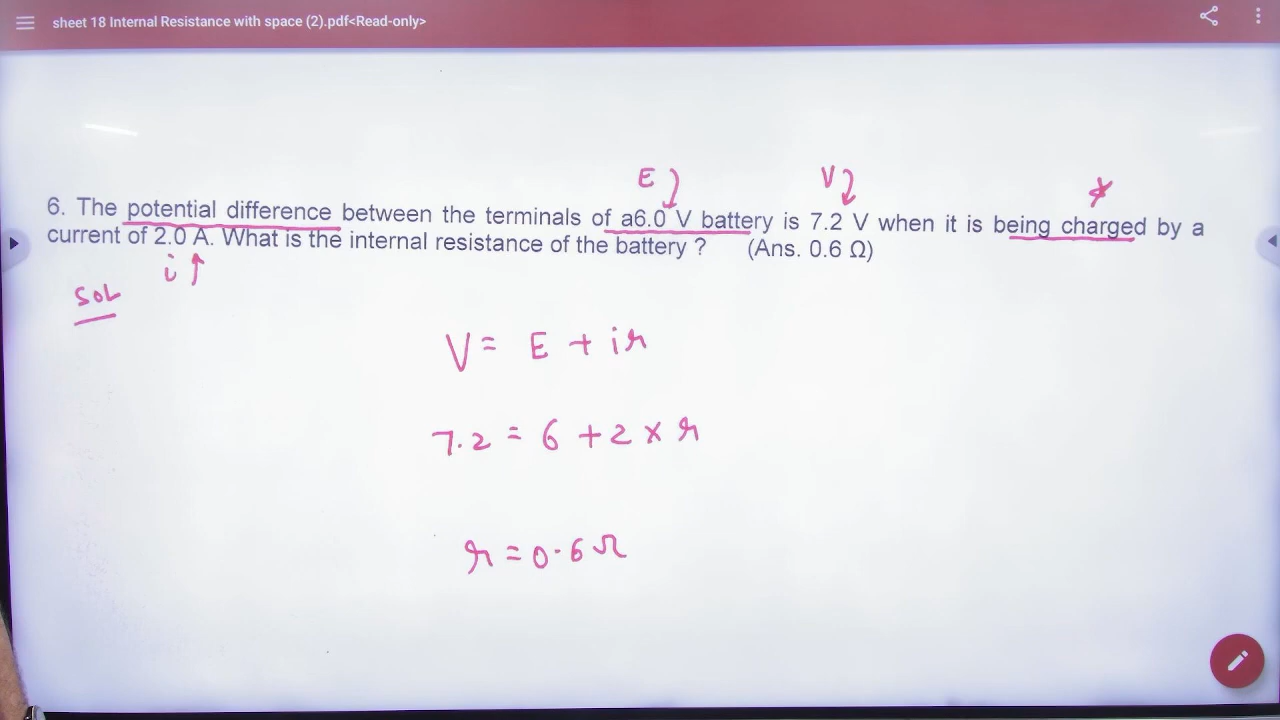 sheet 18 Internal Resistance with space (2).pdf<Read-only>
E V
6. The potential difference between the terminals of a6.0 V battery is 7.2 V when it is being charged by a
current of 2.0 A. What is the internal resistance of the battery ? (Ans. 0.6 Ω)
i
SOL
V = E + ir
7.2 = 6 + 2 × r
r = 0.6 Ω